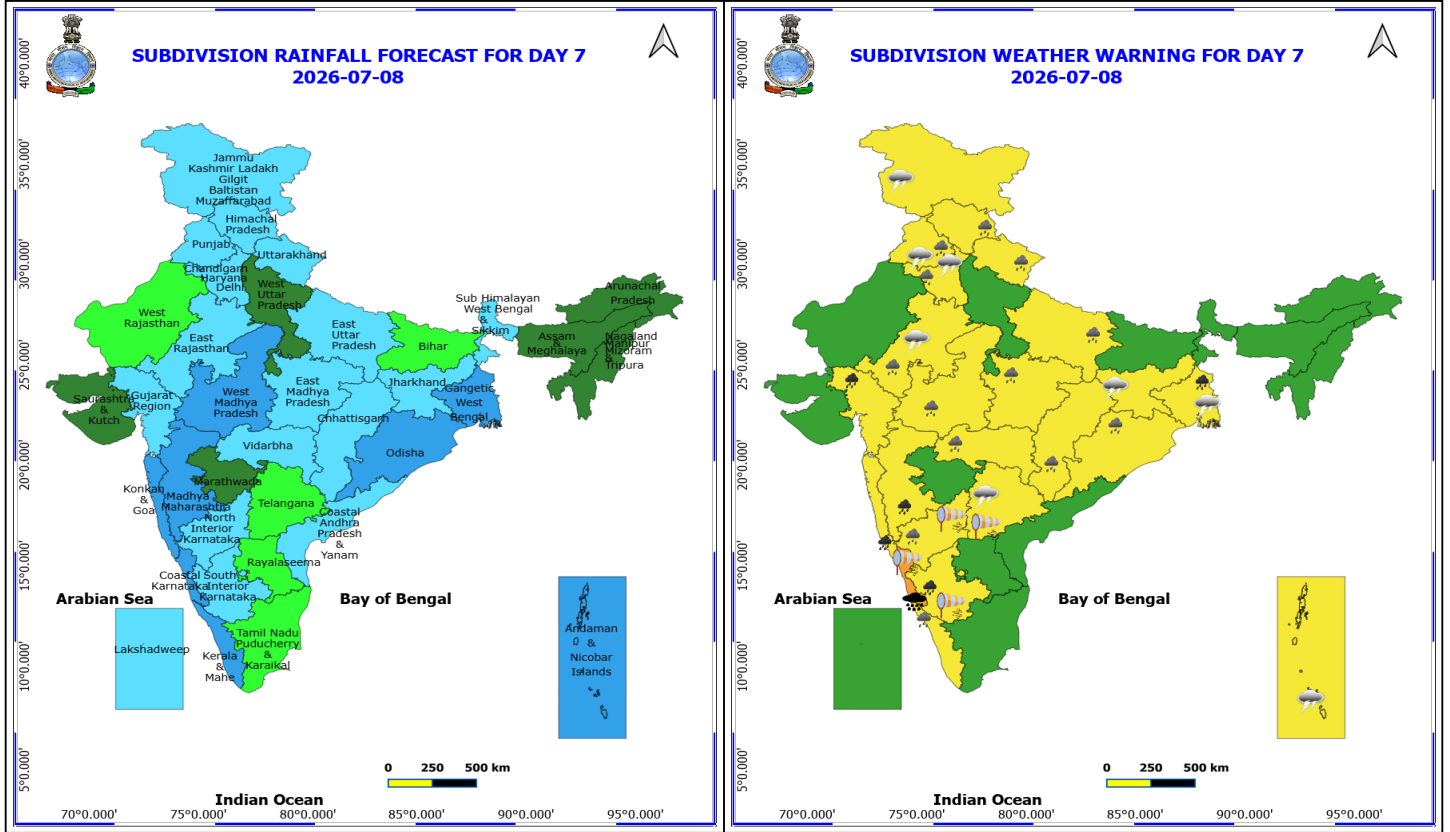 SUBDIVISION RAINFALL FORECAST FOR DAY 7
2026-07-08
40°0.000'
35°0.000'
30°0.000'
25°0.000'
20°0.000'
15°0.000'
10°0.000'
5°0.000'
Jammu
Kashmir Ladakh
Gilgit
Baltistan
Muzaffarabad
Himachal
Pradesh
Punjab
Uttarakhand
Chandigarh
Haryana
Delhi
West
Uttar
Pradesh
West
Rajasthan
East
Rajasthan
East
Uttar
Pradesh
Bihar
Sub Himalayan
West Bengal
&
Sikkim
Arunachal
Pradesh
Assam
&
Meghalaya
Nagaland
Manipur
Mizoram
&
Tripura
Saurashtra
&
Kutch
Gujarat
Region
West
Madhya
Pradesh
East
Madhya
Pradesh
Jharkhand
Gangetic
West
Bengal
Chhattisgarh
Vidarbha
Odisha
Marathwada
Konkan
&
Goa
Madhya
Maharashtra
Telangana
North
Interior
Karnataka
Coastal
Andhra
Pradesh
&
Yanam
Rayalaseema
Coastal
Karnataka
South
Interior
Karnataka
Arabian Sea
Bay of Bengal
Lakshadweep
Tamil Nadu
Puducherry
&
Karaikal
Kerala
&
Mahe
Andaman
&
Nicobar
Islands
0 250 500 km
Indian Ocean
70°0.000' 75°0.000' 80°0.000' 85°0.000' 90°0.000' 95°0.000'
SUBDIVISION WEATHER WARNING FOR DAY 7
2026-07-08
40°0.000'
35°0.000'
30°0.000'
25°0.000'
20°0.000'
15°0.000'
10°0.000'
5°0.000'
Arabian Sea
Bay of Bengal
0 250 500 km
Indian Ocean
70°0.000' 75°0.000' 80°0.000' 85°0.000' 90°0.000' 95°0.000'